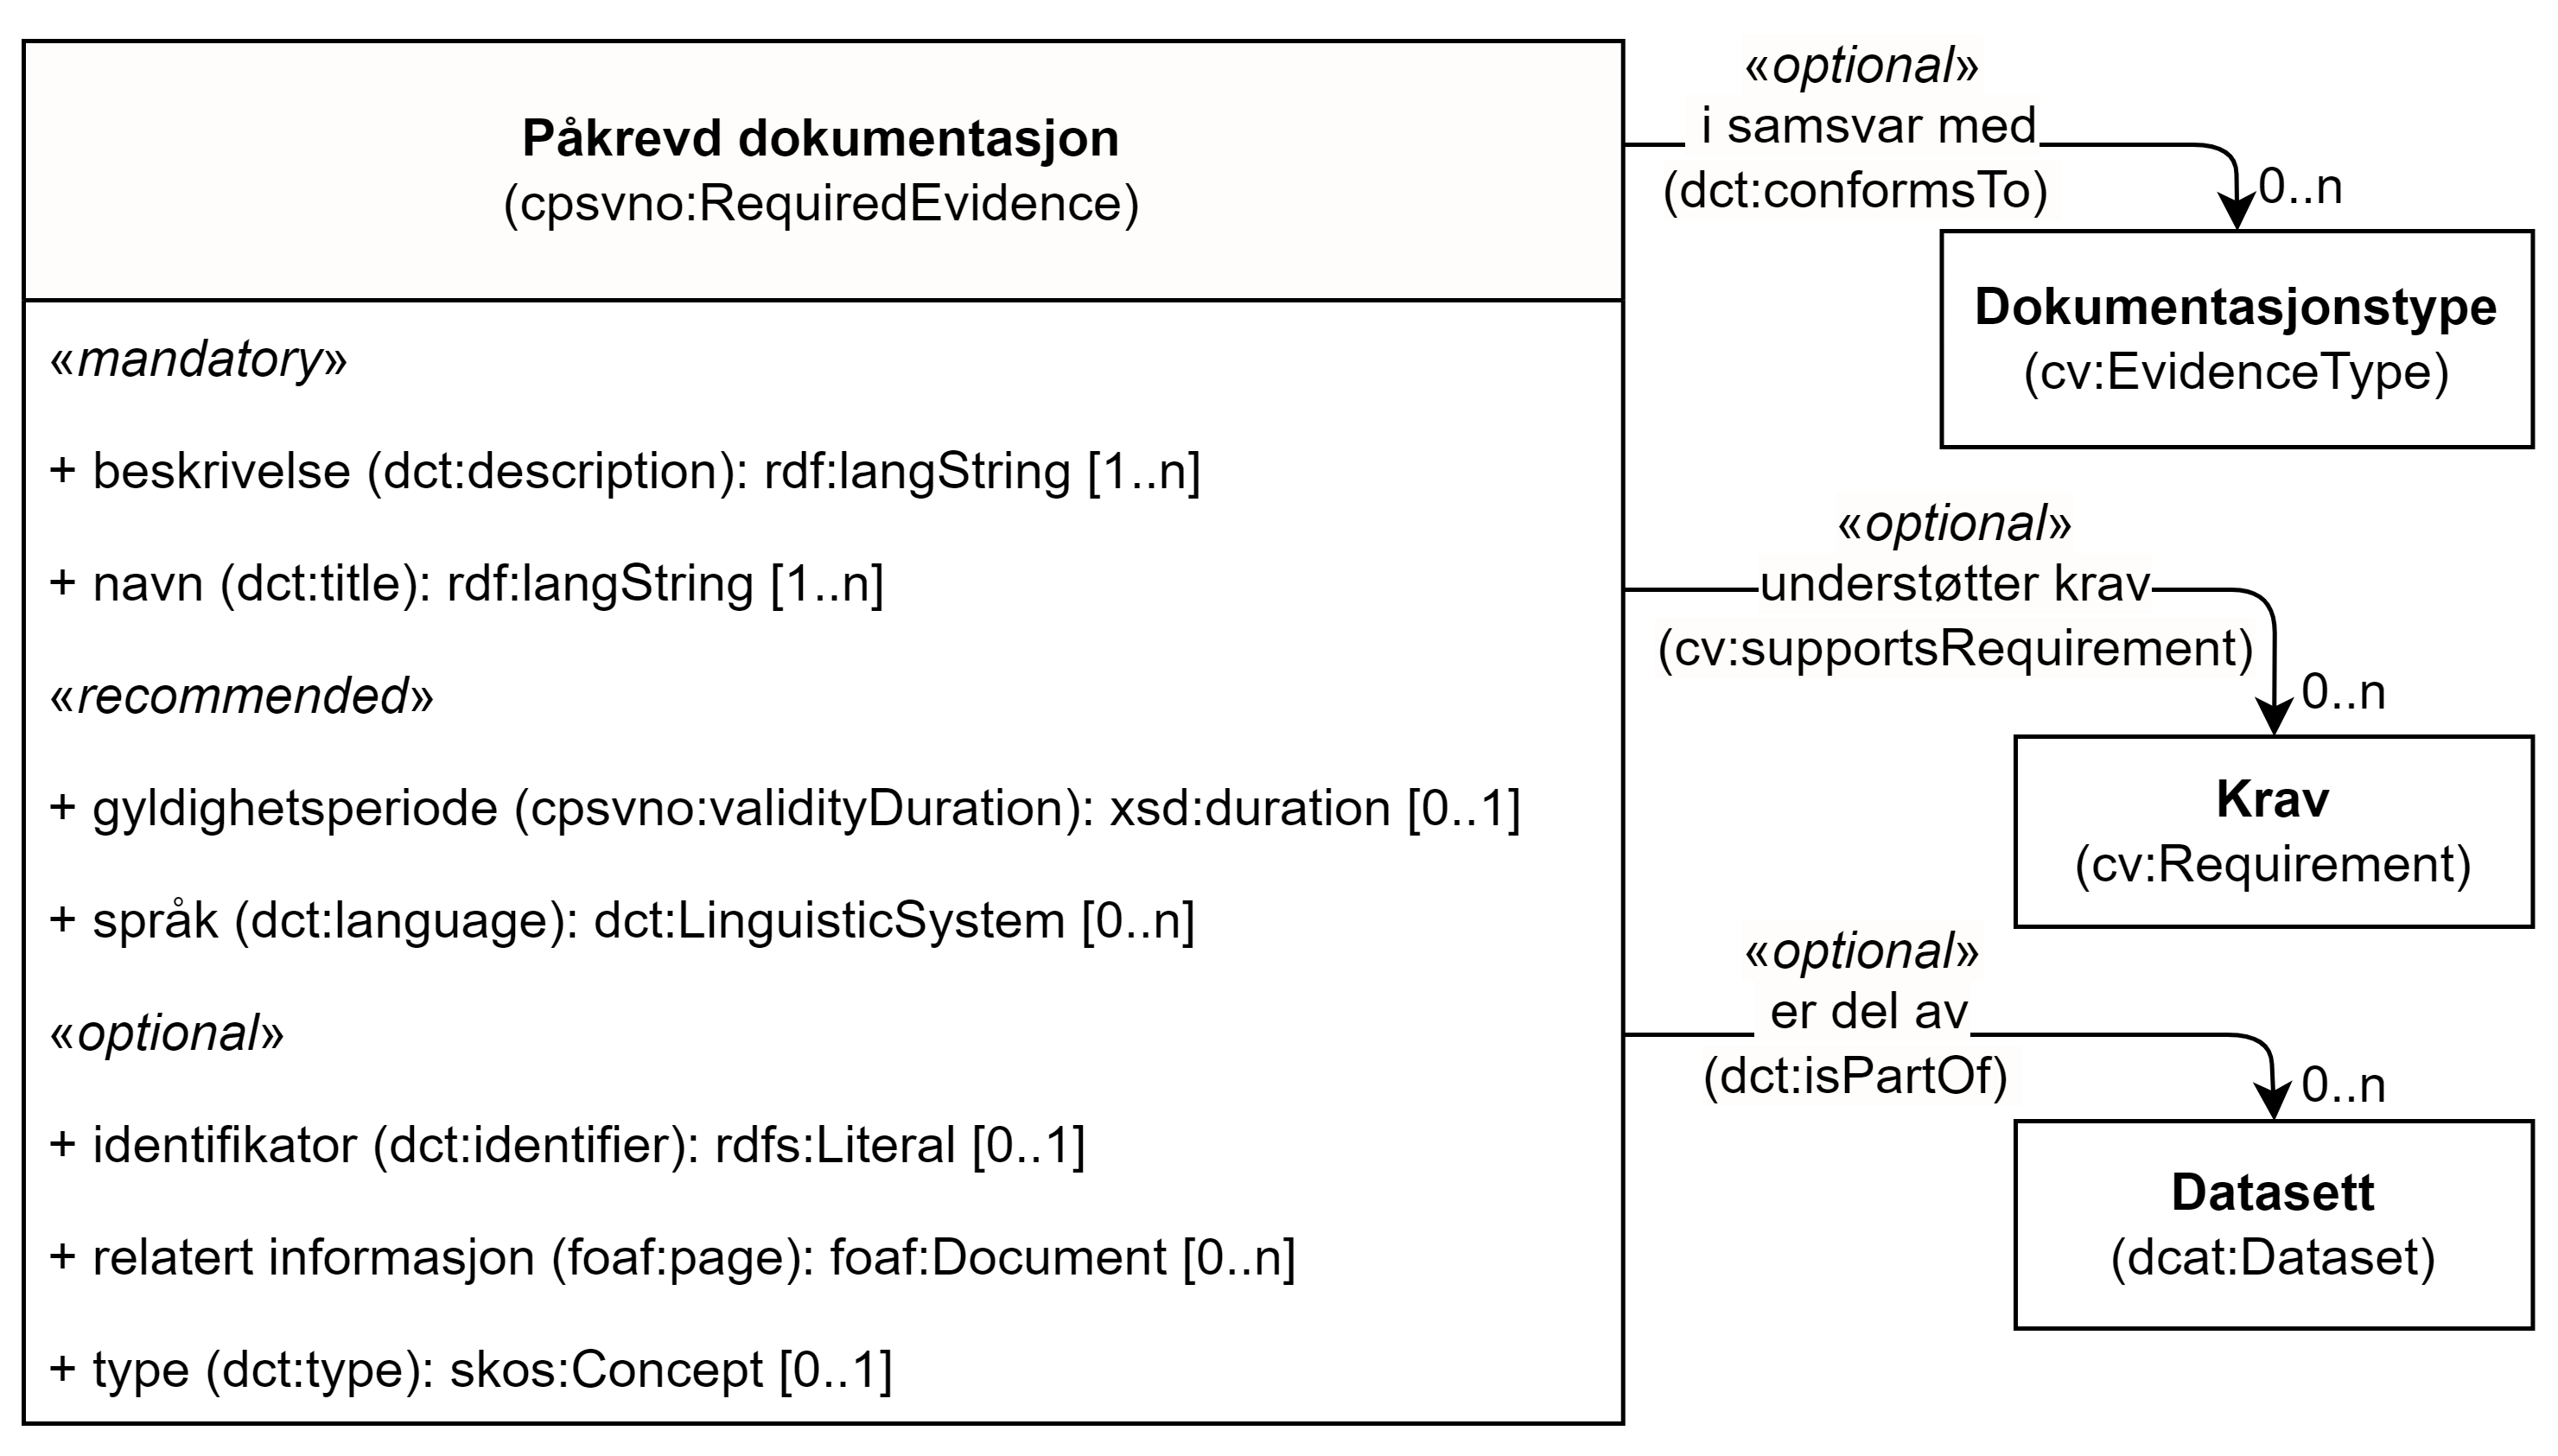 Påkrevd dokumentasjon
(cpsvno:RequiredEvidence)
«mandatory»
+ beskrivelse (dct:description): rdf:langString [1..n]
+ navn (dct:title): rdf:langString [1..n]
«recommended»
+ gyldighetsperiode (cpsvno:validityDuration): xsd:duration [0..1]
+ språk (dct:language): dct:LinguisticSystem [0..n]
«optional»
+ identifikator (dct:identifier): rdfs:Literal [0..1]
+ relatert informasjon (foaf:page): foaf:Document [0..n]
+ type (dct:type): skos:Concept [0..1]
«optional»
i samsvar med
(dct:conformsTo)
0..n
Dokumentasjonstype
(cv:EvidenceType)
«optional»
understøtter krav
(cv:supportsRequirement)
0..n
Krav
(cv:Requirement)
«optional»
er del av
(dct:isPartOf)
0..n
Datasett
(dcat:Dataset)